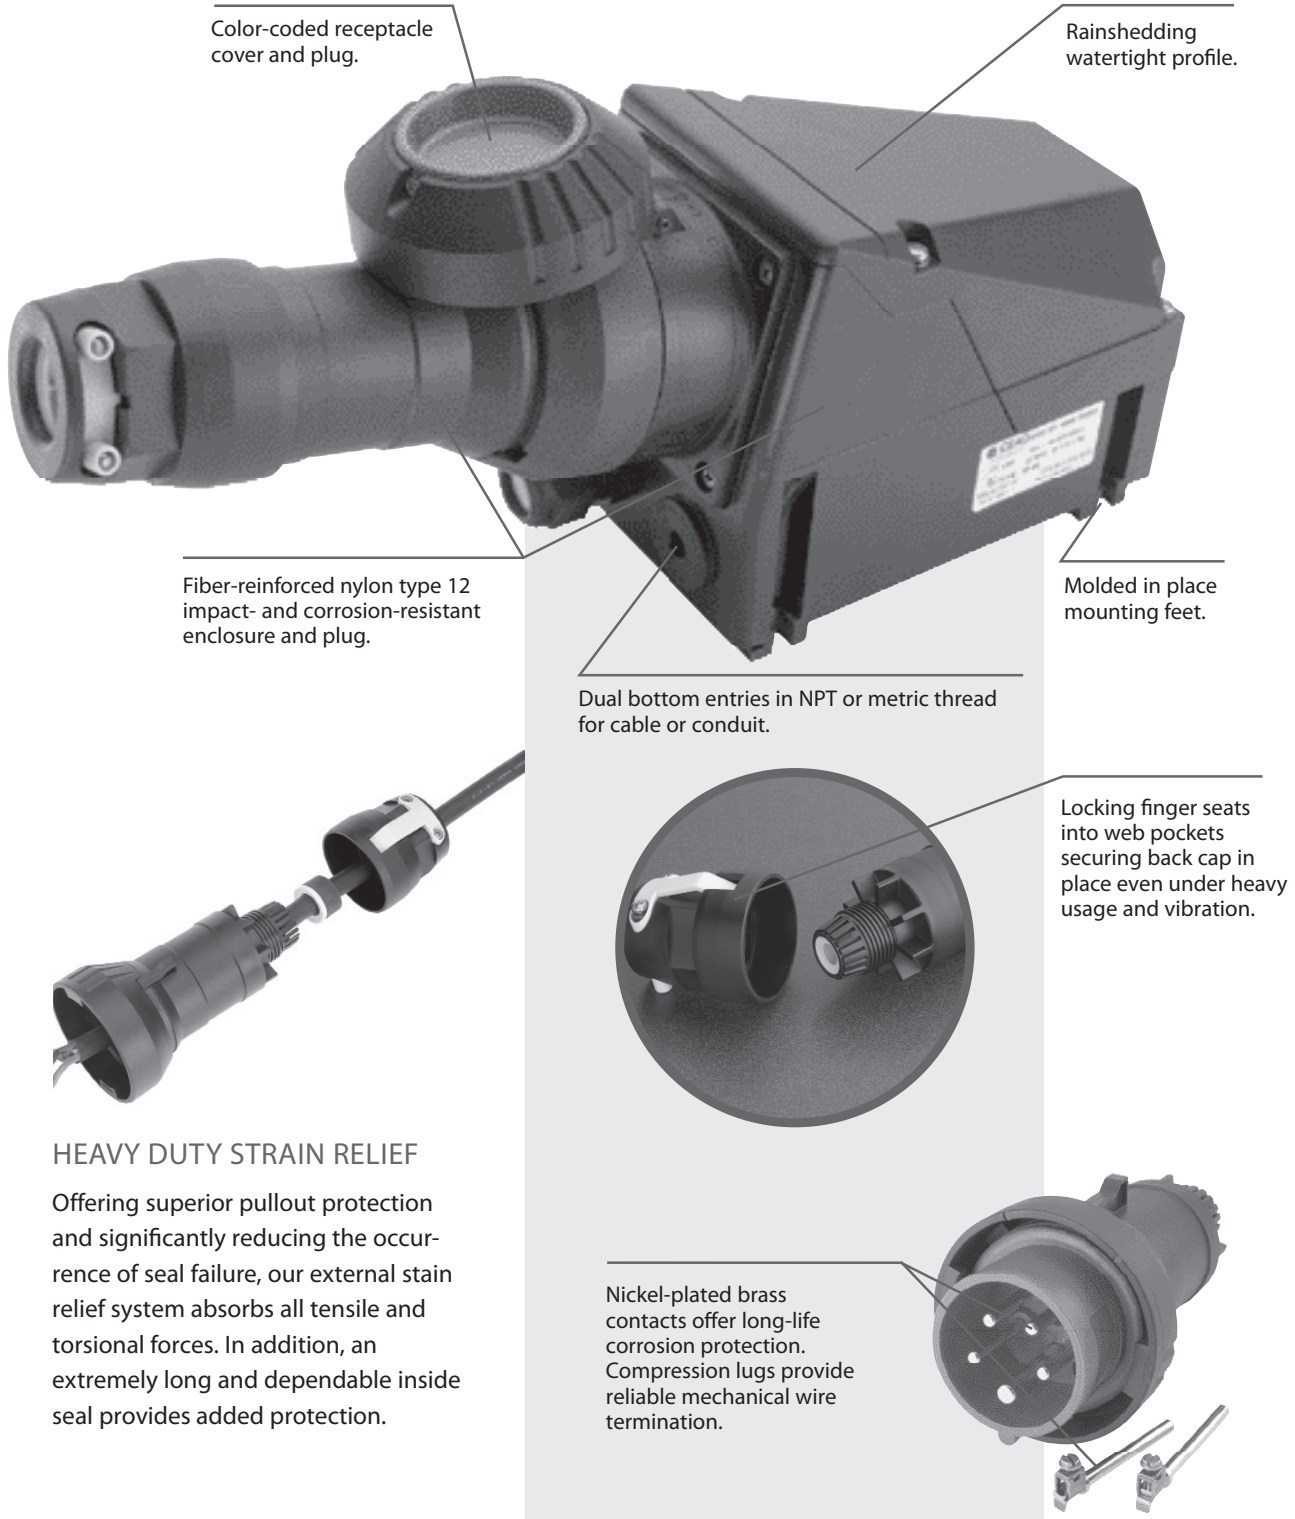 Color-coded receptacle
cover and plug.
Rainshedding
watertight profile.
Fiber-reinforced nylon type 12
impact- and corrosion-resistant
enclosure and plug.
Molded in place
mounting feet.
Dual bottom entries in NPT or metric thread
for cable or conduit.
Locking finger seats
into web pockets
securing back cap in
place even under heavy
usage and vibration.
HEAVY DUTY STRAIN RELIEF
Offering superior pullout protection
and significantly reducing the occur-
rence of seal failure, our external stain
relief system absorbs all tensile and
torsional forces. In addition, an
extremely long and dependable inside
seal provides added protection.
Nickel-plated brass
contacts offer long-life
corrosion protection.
Compression lugs provide
reliable mechanical wire
termination.